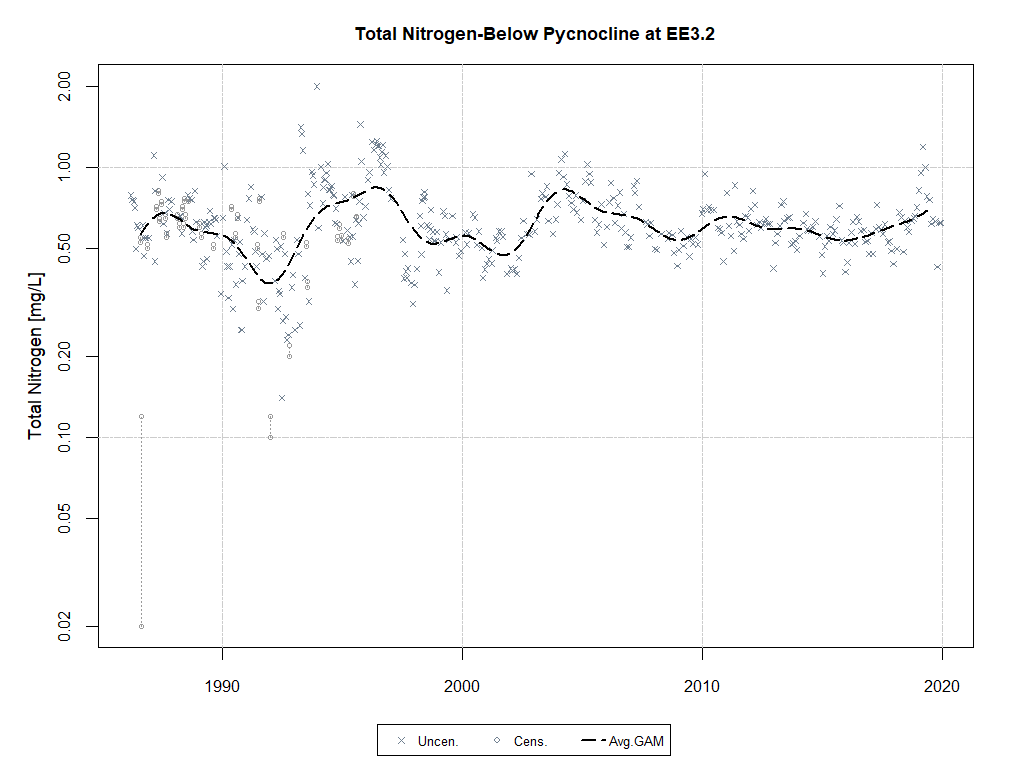 Total Nitrogen-Below Pycnocline at EE3.2
Total Nitrogen [mg/L]
2.00
1.00
0.50
0.20
0.10
0.05
0.02
1990
2000
2010
2020
Uncen.
Cens.
Avg.GAM